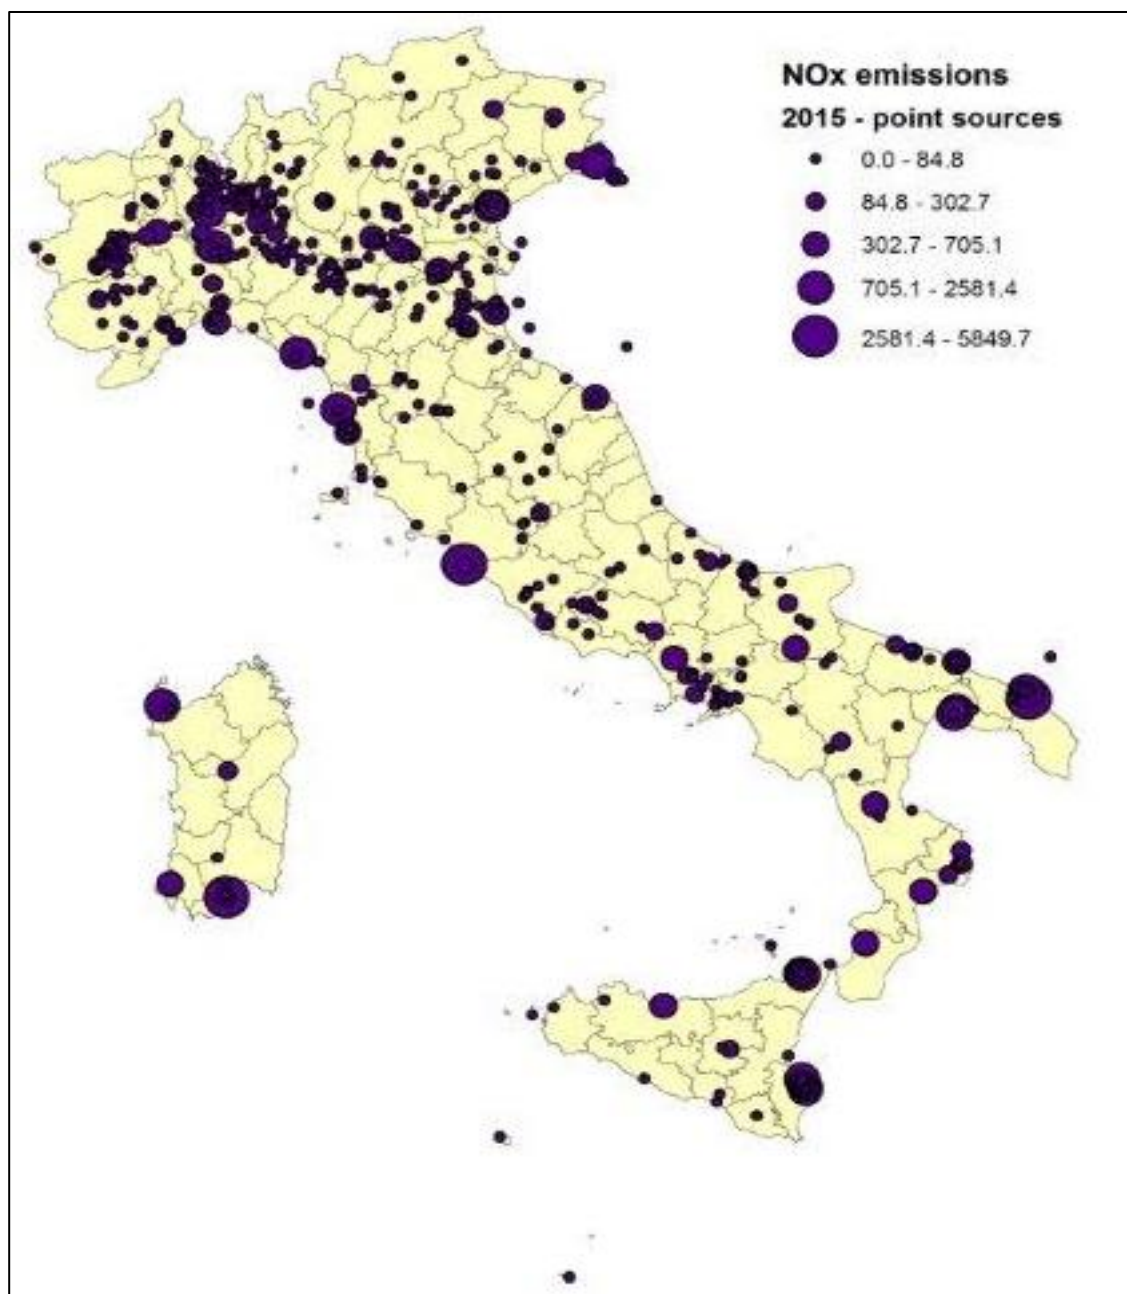 NOx emissions
2015 - point sources
0.0 - 84.8
84.8 - 302.7
302.7 - 705.1
705.1 - 2581.4
2581.4 - 5849.7